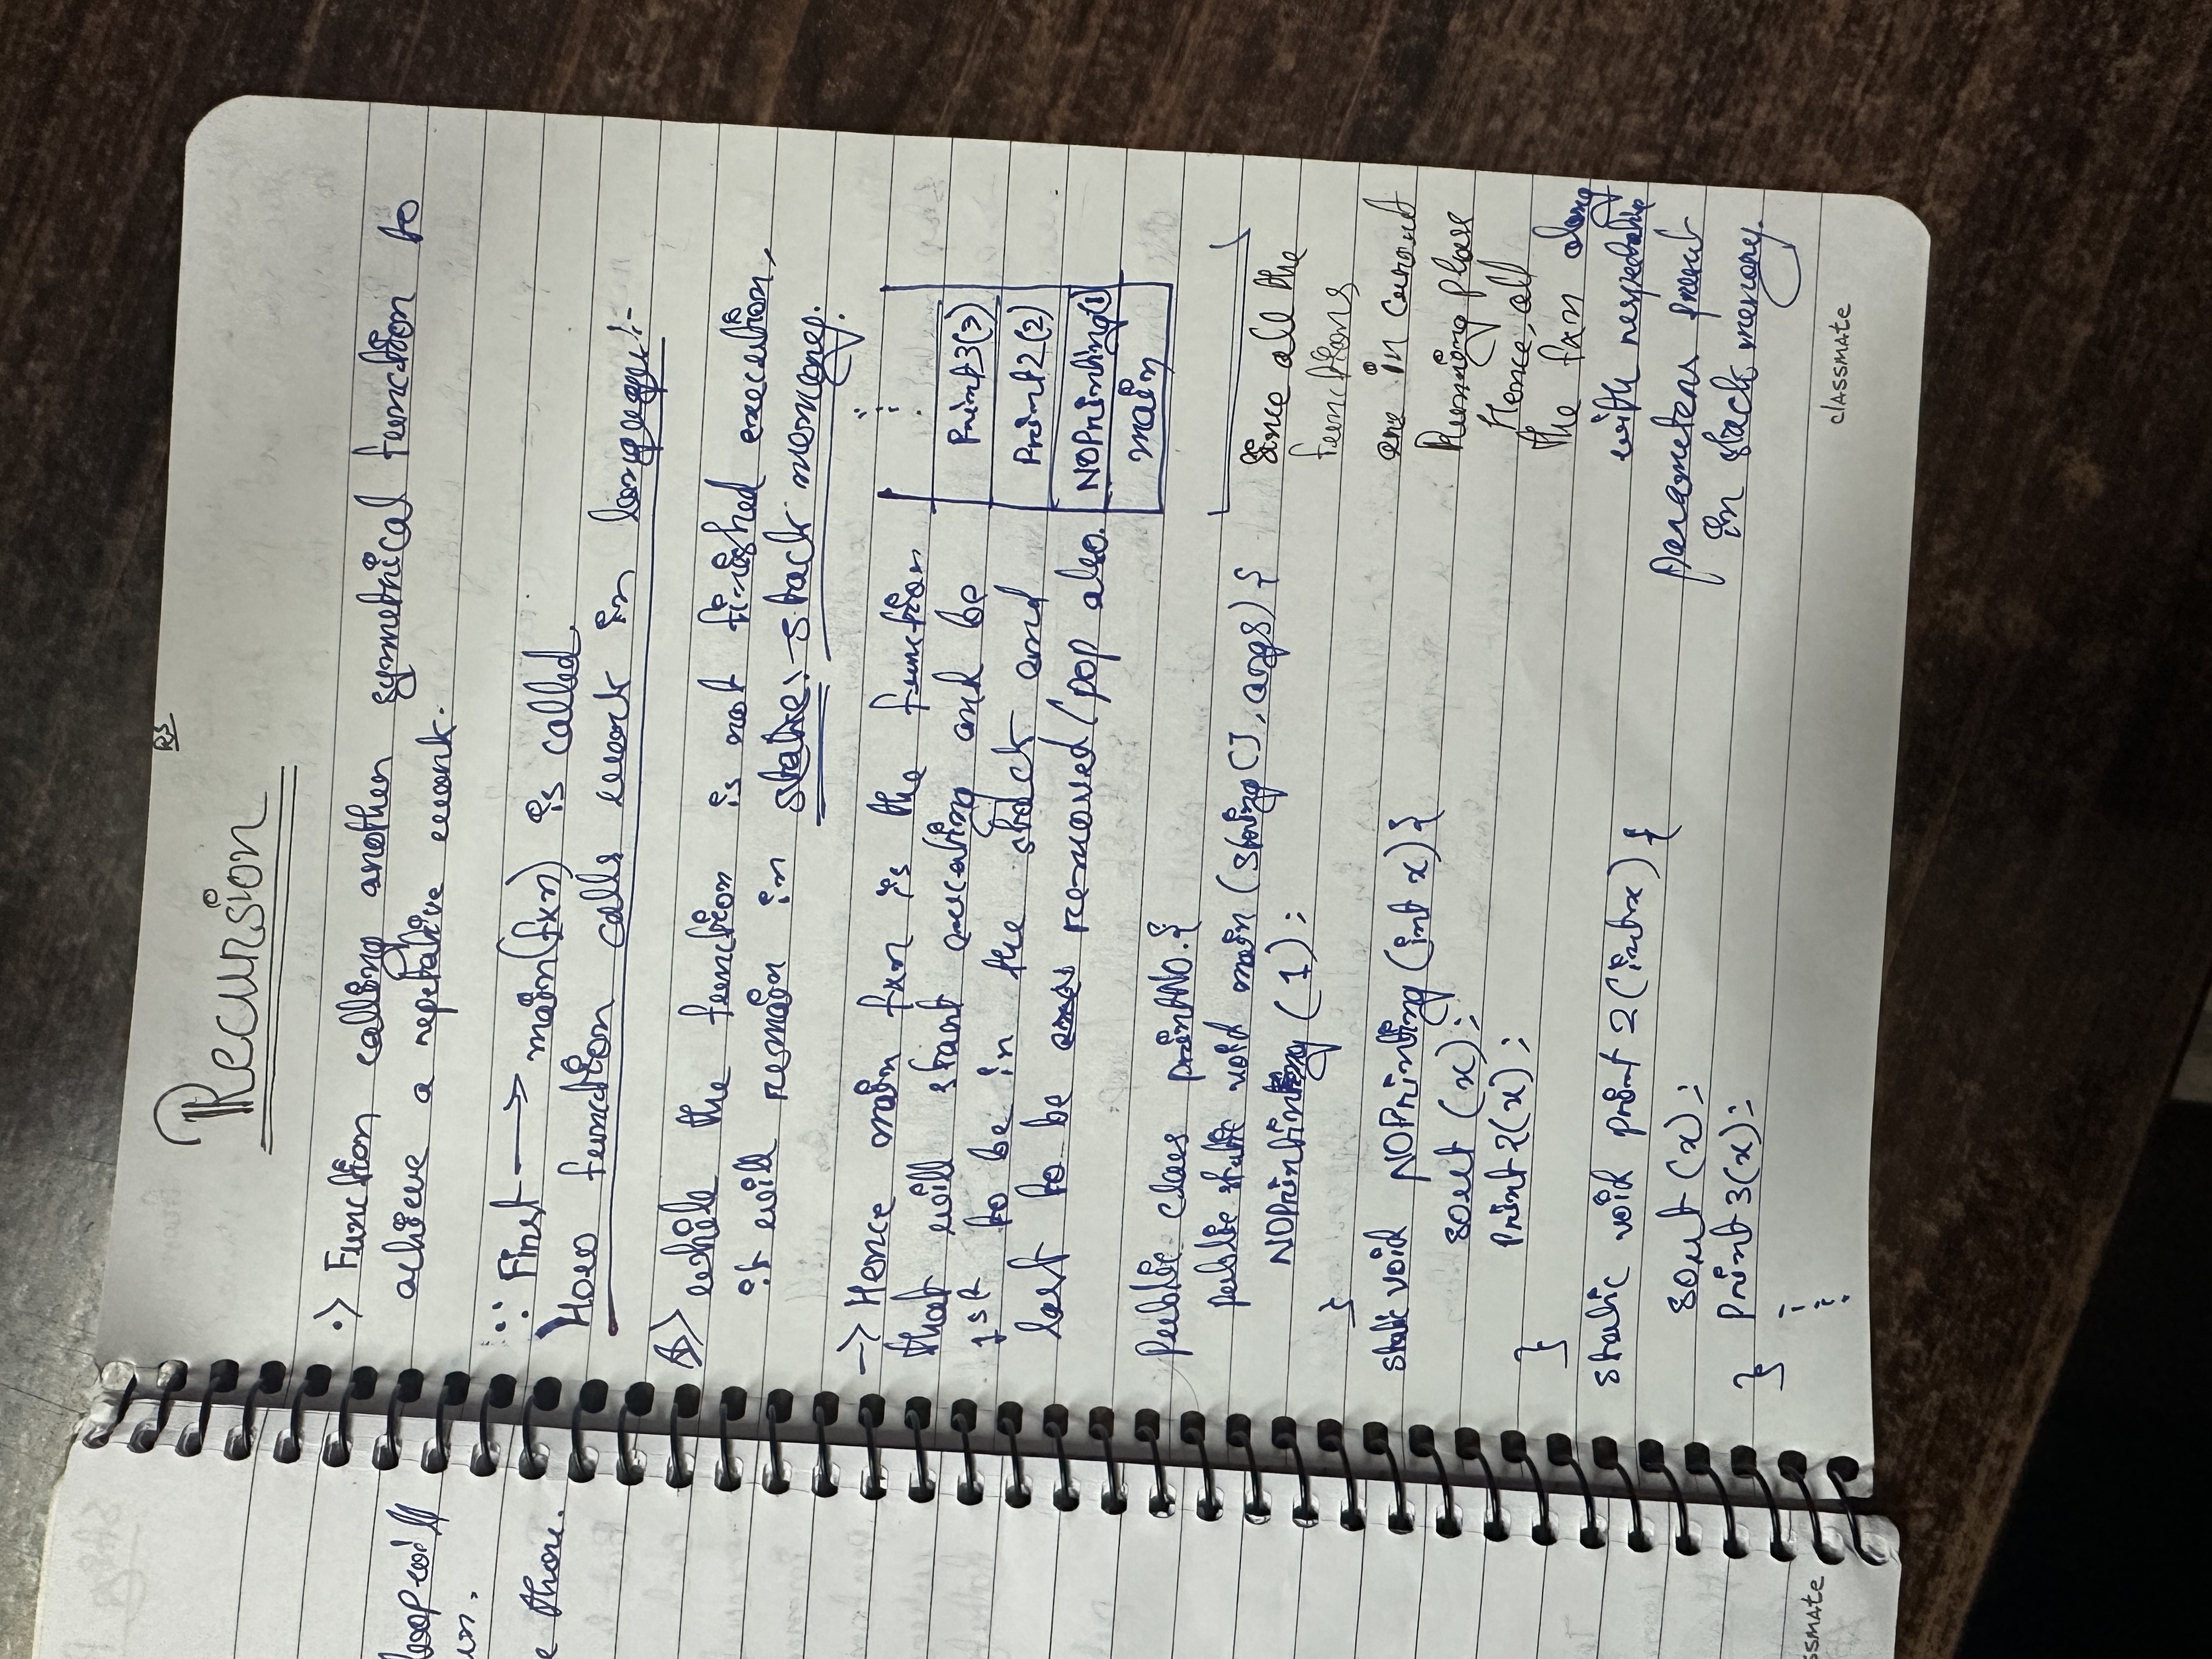 RS
Recursion
·> Function calling another symmetrical function to
achieve a repetative work.
∵ First → main(fxn) is called.
How function calls work in language:-
while the function is not finished execution,
it will remain in static:- stack memory.
-> Hence main fxn is the function
that will start executing and be
1st to be in the stack and
last to be removed/pop also.
Print3(3)
Print2(2)
NOPrinting(1)
main
Public class printNO.{
public static void main (string[], args) {
NOPrinting (1);
}
static void NOPrinting (int x){
sout (x);
Print2(x);
}
static void print 2(int x) {
sout (x);
Print 3(x);
}
Since all the
functions
are in current
Running phase
Hence, all
the fxn along
with respectative
parameters present
in stack memory.
classmate
loop will
e there.
ssmate